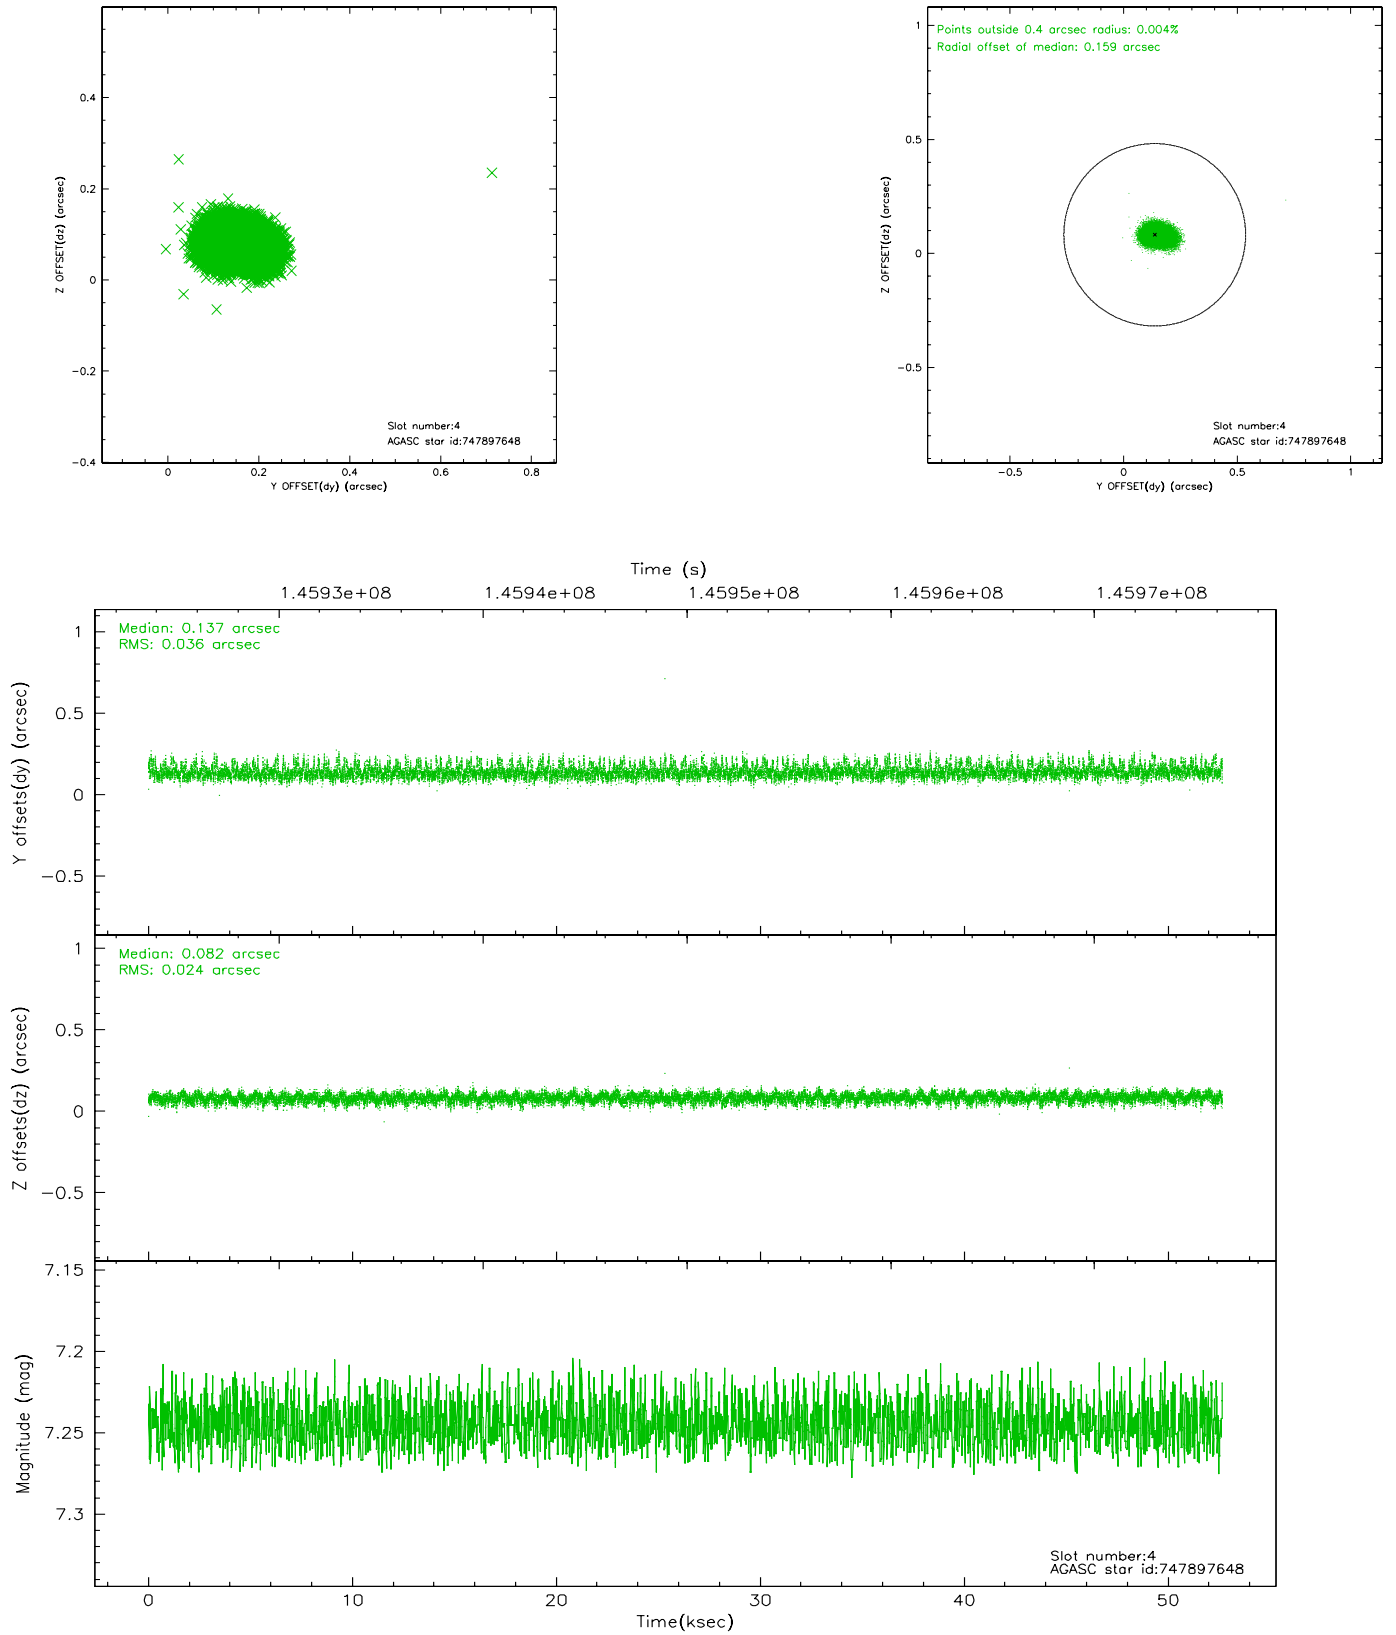 0.4
0.2
0
−0.2
−0.4
Z OFFSET(dz) (arcsec)
Slot number:4
AGASC star id:747897648
0 0.2 0.4 0.6 0.8
Y OFFSET(dy) (arcsec)
Points outside 0.4 arcsec radius: 0.004%
Radial offset of median: 0.159 arcsec
1
0.5
0
−0.5
Z OFFSET(dz) (arcsec)
Slot number:4
AGASC star id:747897648
−0.5 0 0.5 1
Y OFFSET(dy) (arcsec)
Time (s)
1.4593e+08 1.4594e+08 1.4595e+08 1.4596e+08 1.4597e+08
Median: 0.137 arcsec
RMS: 0.036 arcsec
1
0.5
0
−0.5
Y offsets(dy) (arcsec)
Median: 0.082 arcsec
RMS: 0.024 arcsec
1
0.5
0
−0.5
Z offsets(dz) (arcsec)
7.15
7.2
7.25
7.3
Magnitude (mag)
Slot number:4
AGASC star id:747897648
0 10 20 30 40 50
Time(ksec)